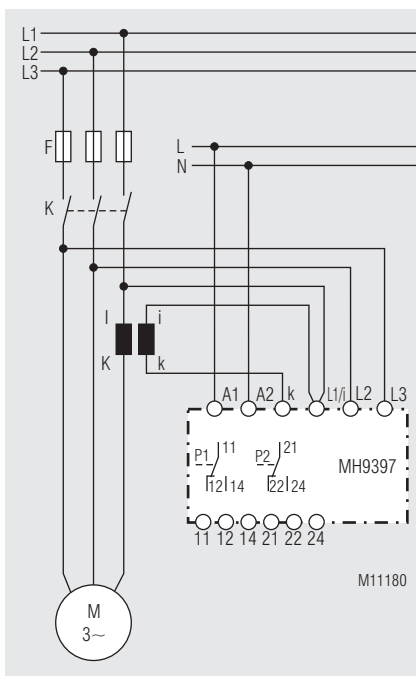 L1
L2
L3
F
L
N
K
l i
K k
A1 A2 k L1/i L2 L3
P1 11 P2 21
12 14 22 24
MH9397
11 12 14 21 22 24
M11180
M
3~